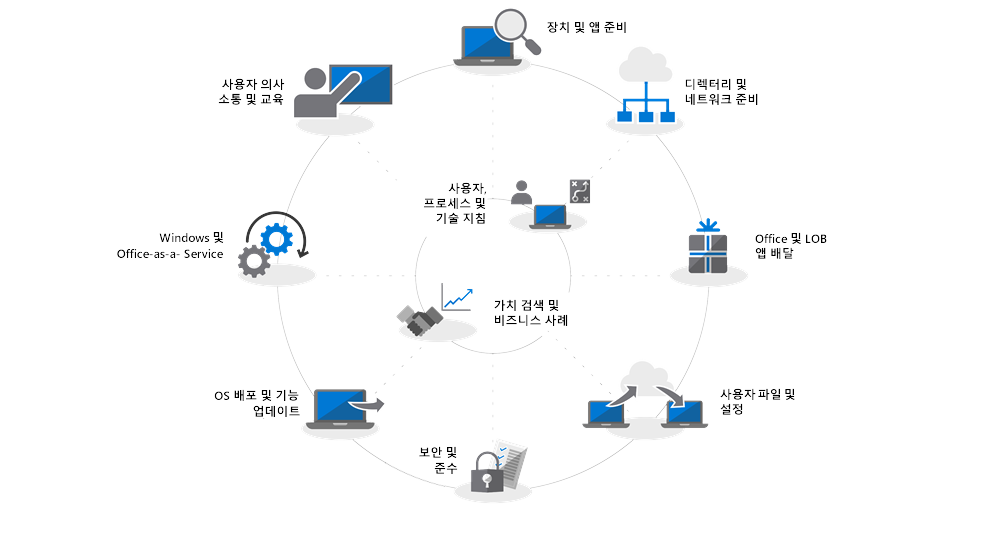 장치 및 앱 준비
디렉터리 및
네트워크 준비
Office 및 LOB
앱 배달
사용자 파일 및
설정
보안 및
준수
OS 배포 및 기능
업데이트
Windows 및
Office-as-a- Service
사용자 의사
소통 및 교육
사용자,
프로세스 및
기술 지침
가치 검색 및
비즈니스 사례